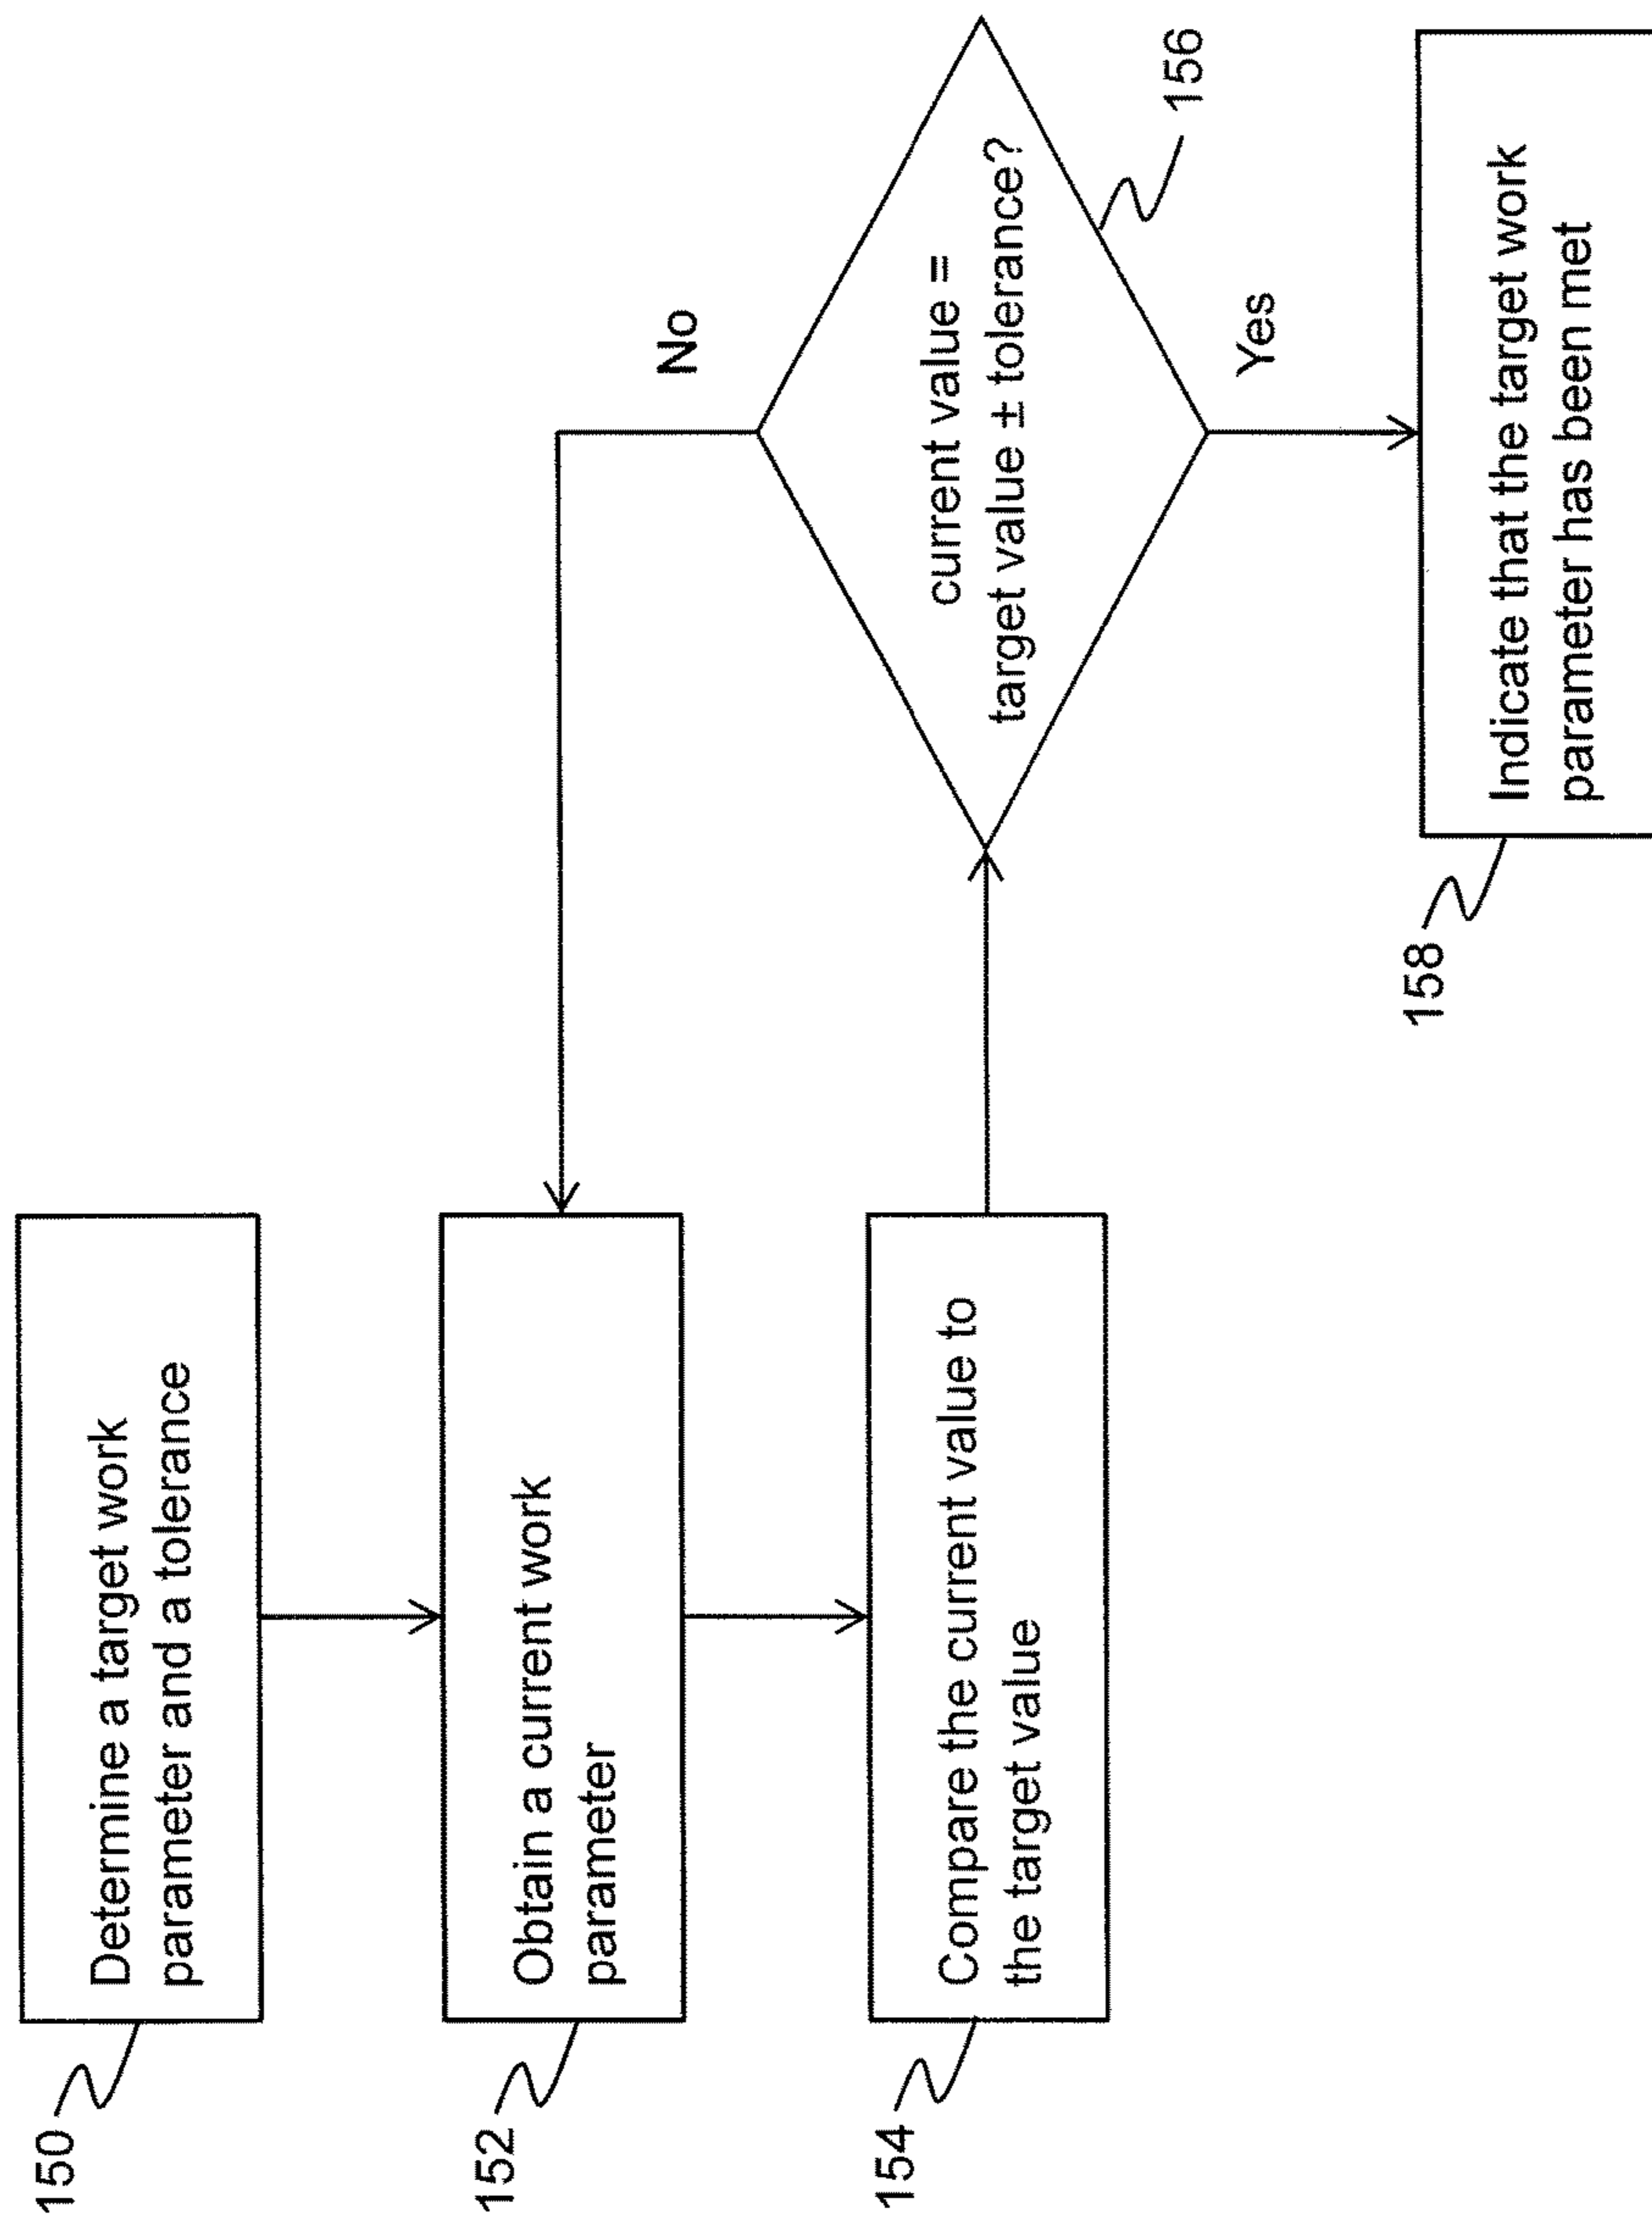 150
Determine a target work
parameter and a tolerance
152
Obtain a current work
parameter
154
Compare the current value to
the target value
No
current value =
target value ± tolerance?
156
Yes
158
Indicate that the target work
parameter has been met